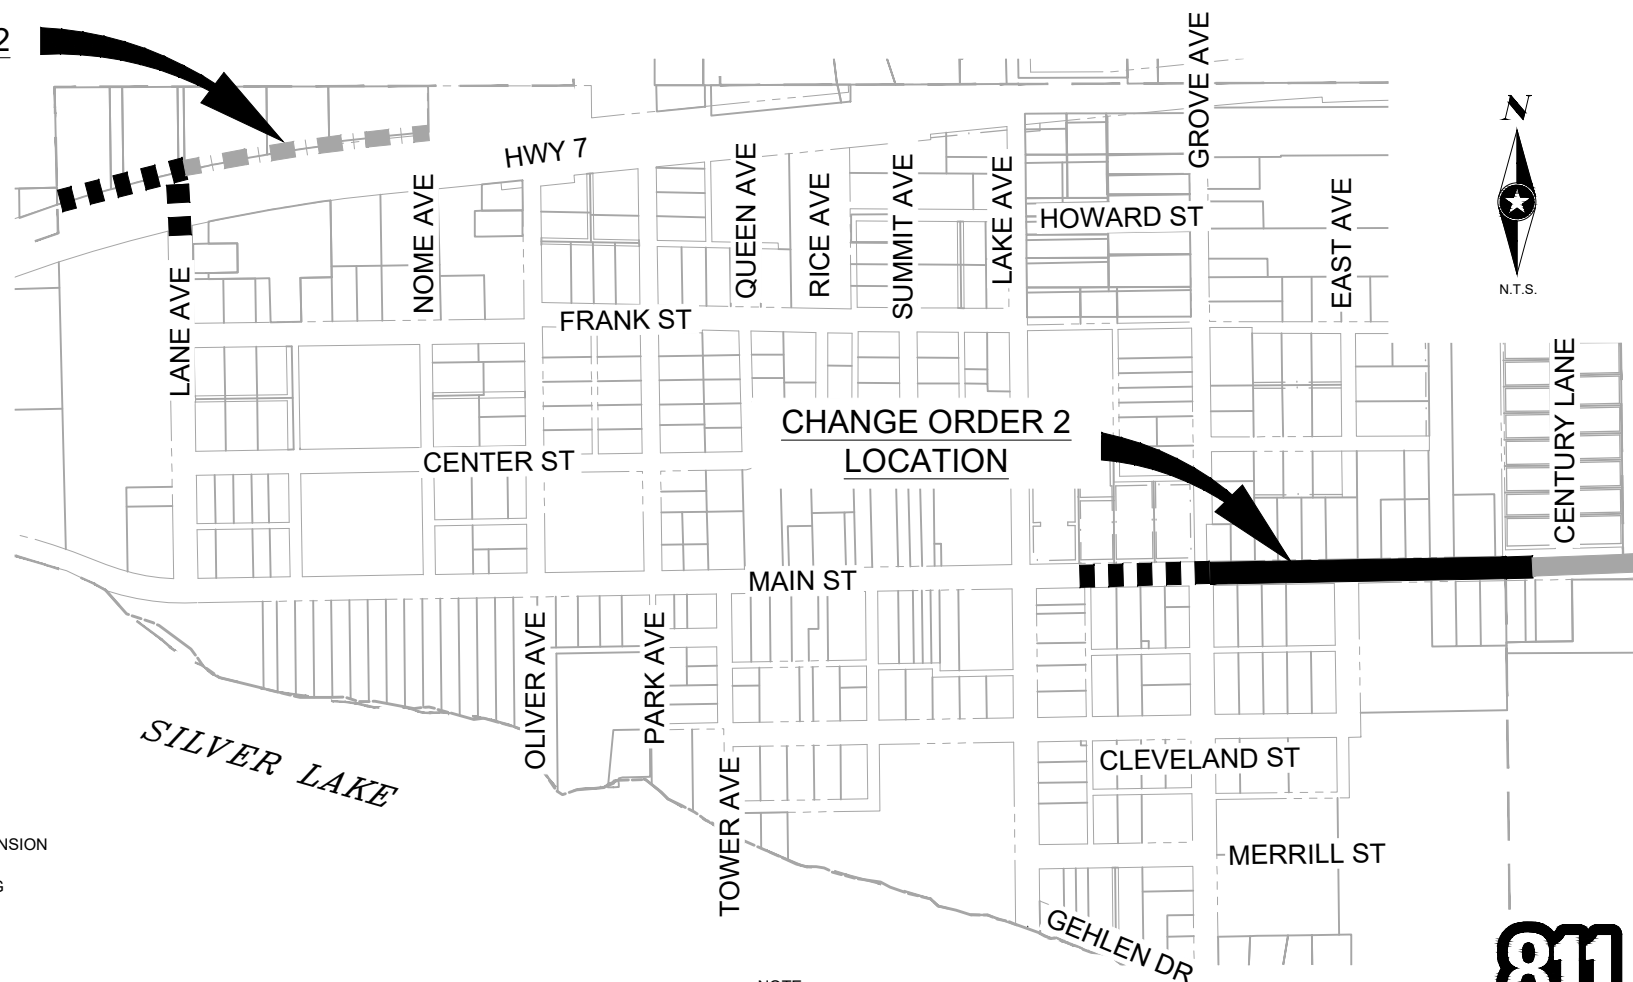 2
GROVE AVE
N
HWY 7
N.T.S.
NOME AVE
QUEEN AVE
RICE AVE
SUMMIT AVE
LAKE AVE
HOWARD ST
EAST AVE
LANE AVE
FRANK ST
CENTURY LANE
CHANGE ORDER 2
LOCATION
CENTER ST
MAIN ST
OLIVER AVE
PARK AVE
SILVER LAKE
TOWER AVE
CLEVELAND ST
MERRILL ST
GEHLEN DR
NSION
G
NOTE
811